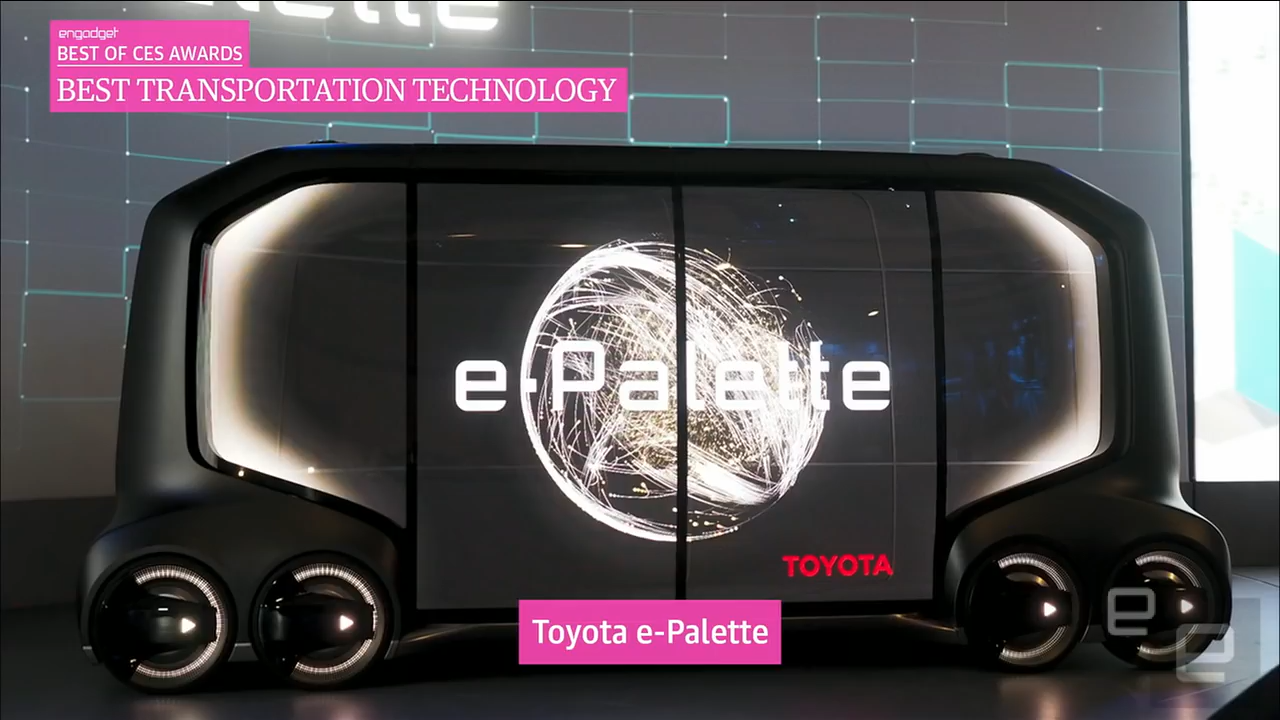 engadget
BEST OF CES AWARDS
BEST TRANSPORTATION TECHNOLOGY
e-Palette
TOYOTA
Toyota e-Palette